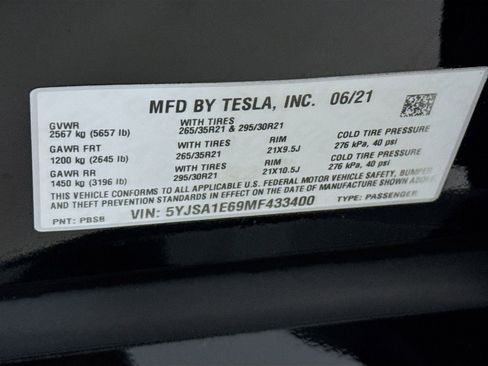 MFD BY TESLA, INC. 06/21
GVWR WITH TIRES
2567 kg (5657 lb) 265/35R21 & 295/30R21
GAWR FRT WITH TIRES RIM COLD TIRE PRESSURE
1200 kg (2645 lb) 265/35R21 21X9.5J 276 kPa, 40 psi
GAWR RR WITH TIRES RIM COLD TIRE PRESSURE
1450 kg (3196 lb) 295/30R21 21X10.5J 276 kPa, 40 psi
THIS VEHICLE CONFORMS TO ALL APPLICABLE U.S. FEDERAL MOTOR VEHICLE SAFETY, BUMPER
AND THEFT PREVENTION STANDARDS IN EFFECT ON THE DATE OF MANUFACTURE SHOWN ABOVE.
PNT: PBSB VIN: 5YJSA1E69MF433400 TYPE: PASSENGER